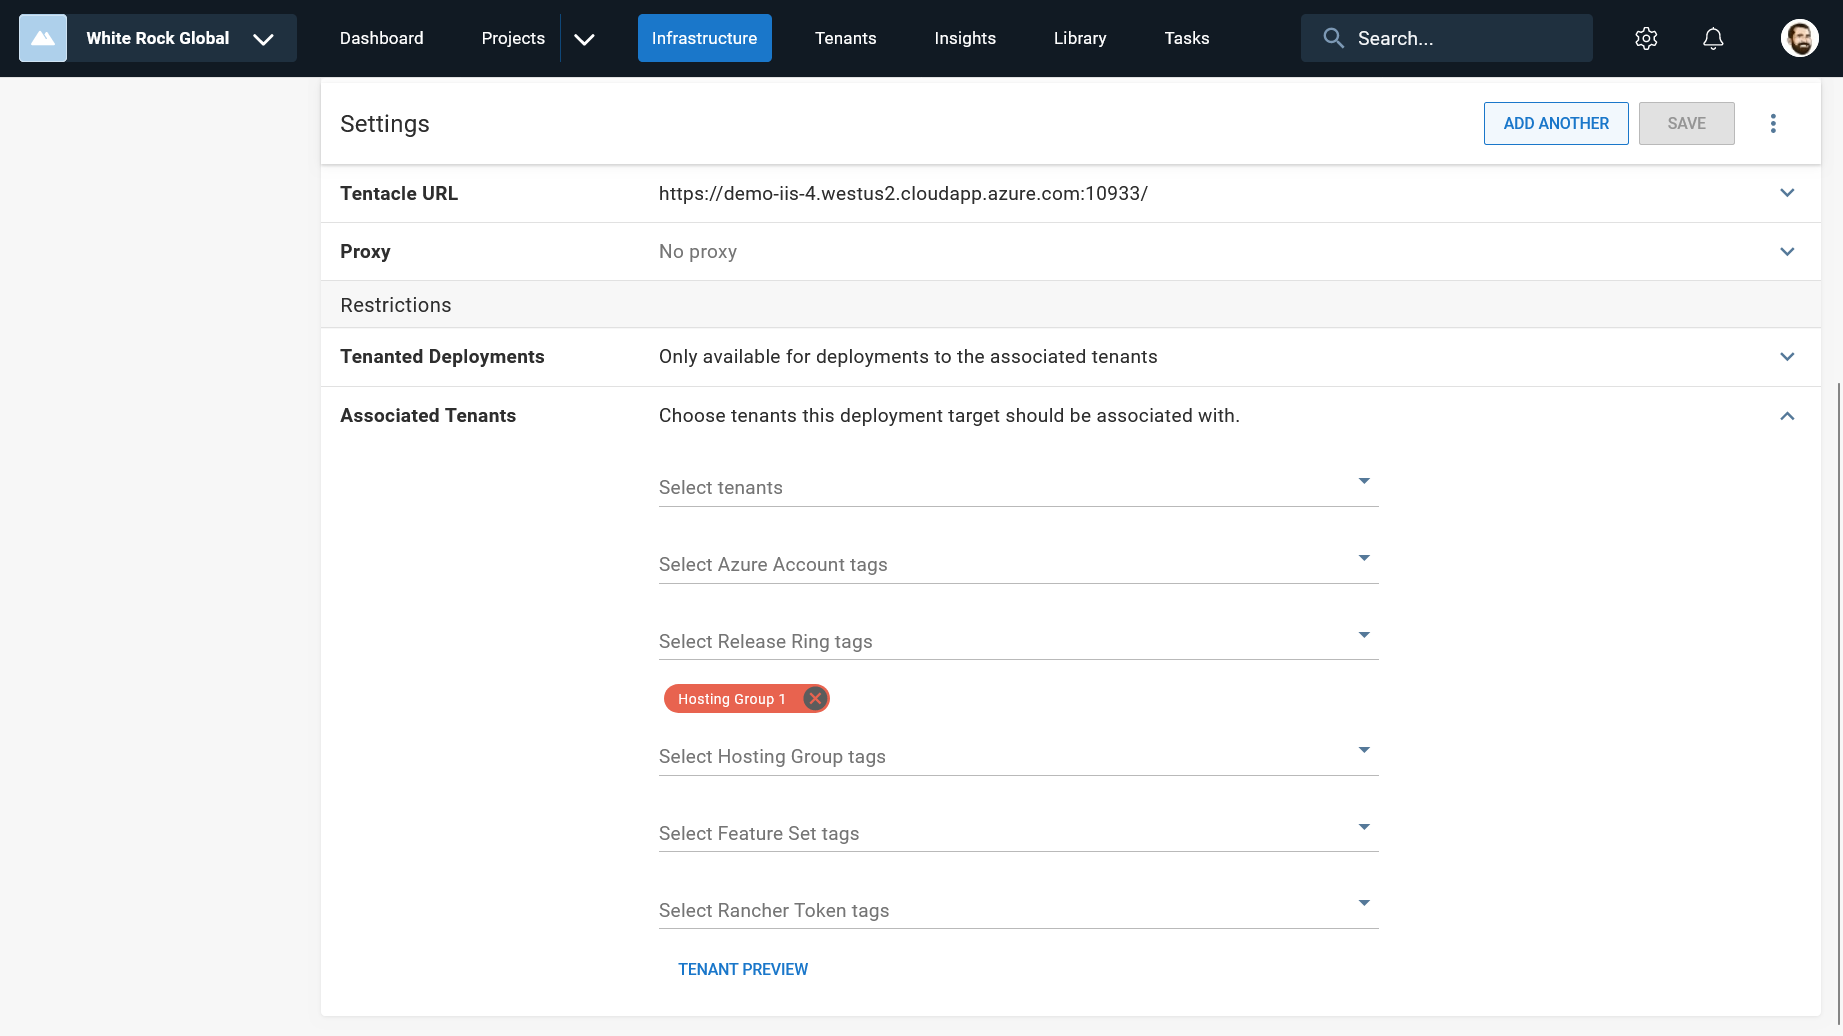 White Rock Global
Dashboard
Projects
Infrastructure
Tenants
Insights
Library
Tasks
Search...
Settings
ADD ANOTHER
SAVE
Tentacle URL
https://demo-iis-4.westus2.cloudapp.azure.com:10933/
Proxy
No proxy
Restrictions
Tenanted Deployments
Only available for deployments to the associated tenants
Associated Tenants
Choose tenants this deployment target should be associated with.
Select tenants
Select Azure Account tags
Select Release Ring tags
Hosting Group 1
Select Hosting Group tags
Select Feature Set tags
Select Rancher Token tags
TENANT PREVIEW